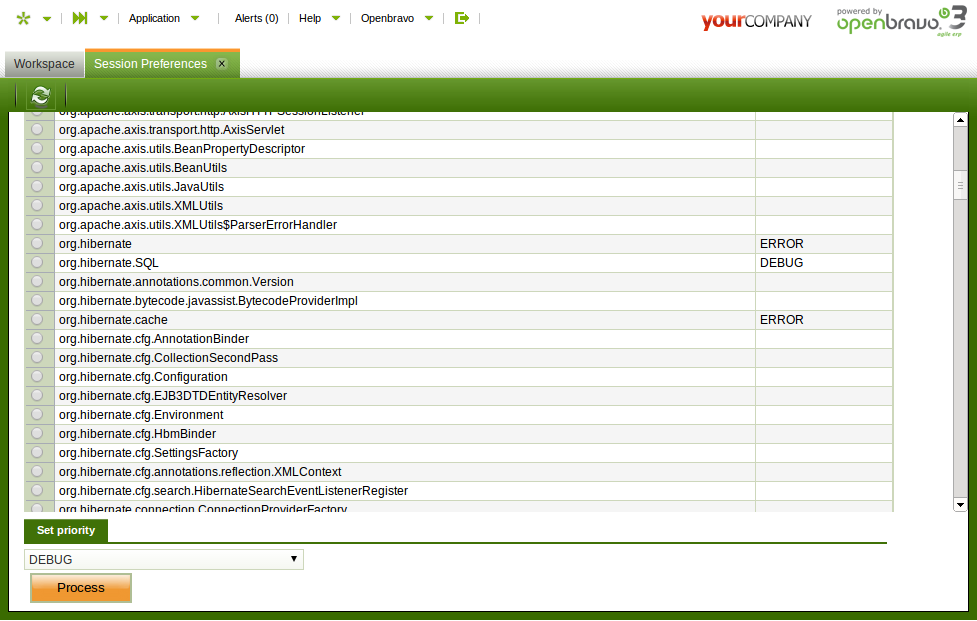 Application
Alerts (0)
Help
Openbravo
yourCOMPANY
powered by
openbravo 3
agile erp
Workspace
Session Preferences x
org.apache.axis.transport.http.AxisHTTPSessionListener
org.apache.axis.transport.http.AxisServlet
org.apache.axis.utils.BeanPropertyDescriptor
org.apache.axis.utils.BeanUtils
org.apache.axis.utils.JavaUtils
org.apache.axis.utils.XMLUtils
org.apache.axis.utils.XMLUtils$ParserErrorHandler
org.hibernate ERROR
org.hibernate.SQL DEBUG
org.hibernate.annotations.common.Version
org.hibernate.bytecode.javassist.BytecodeProviderImpl
org.hibernate.cache ERROR
org.hibernate.cfg.AnnotationBinder
org.hibernate.cfg.CollectionSecondPass
org.hibernate.cfg.Configuration
org.hibernate.cfg.EJB3DTDEntityResolver
org.hibernate.cfg.Environment
org.hibernate.cfg.HbmBinder
org.hibernate.cfg.SettingsFactory
org.hibernate.cfg.annotations.reflection.XMLContext
org.hibernate.cfg.search.HibernateSearchEventListenerRegister
org.hibernate.connection.ConnectionProviderFactory
Set priority
DEBUG
Process